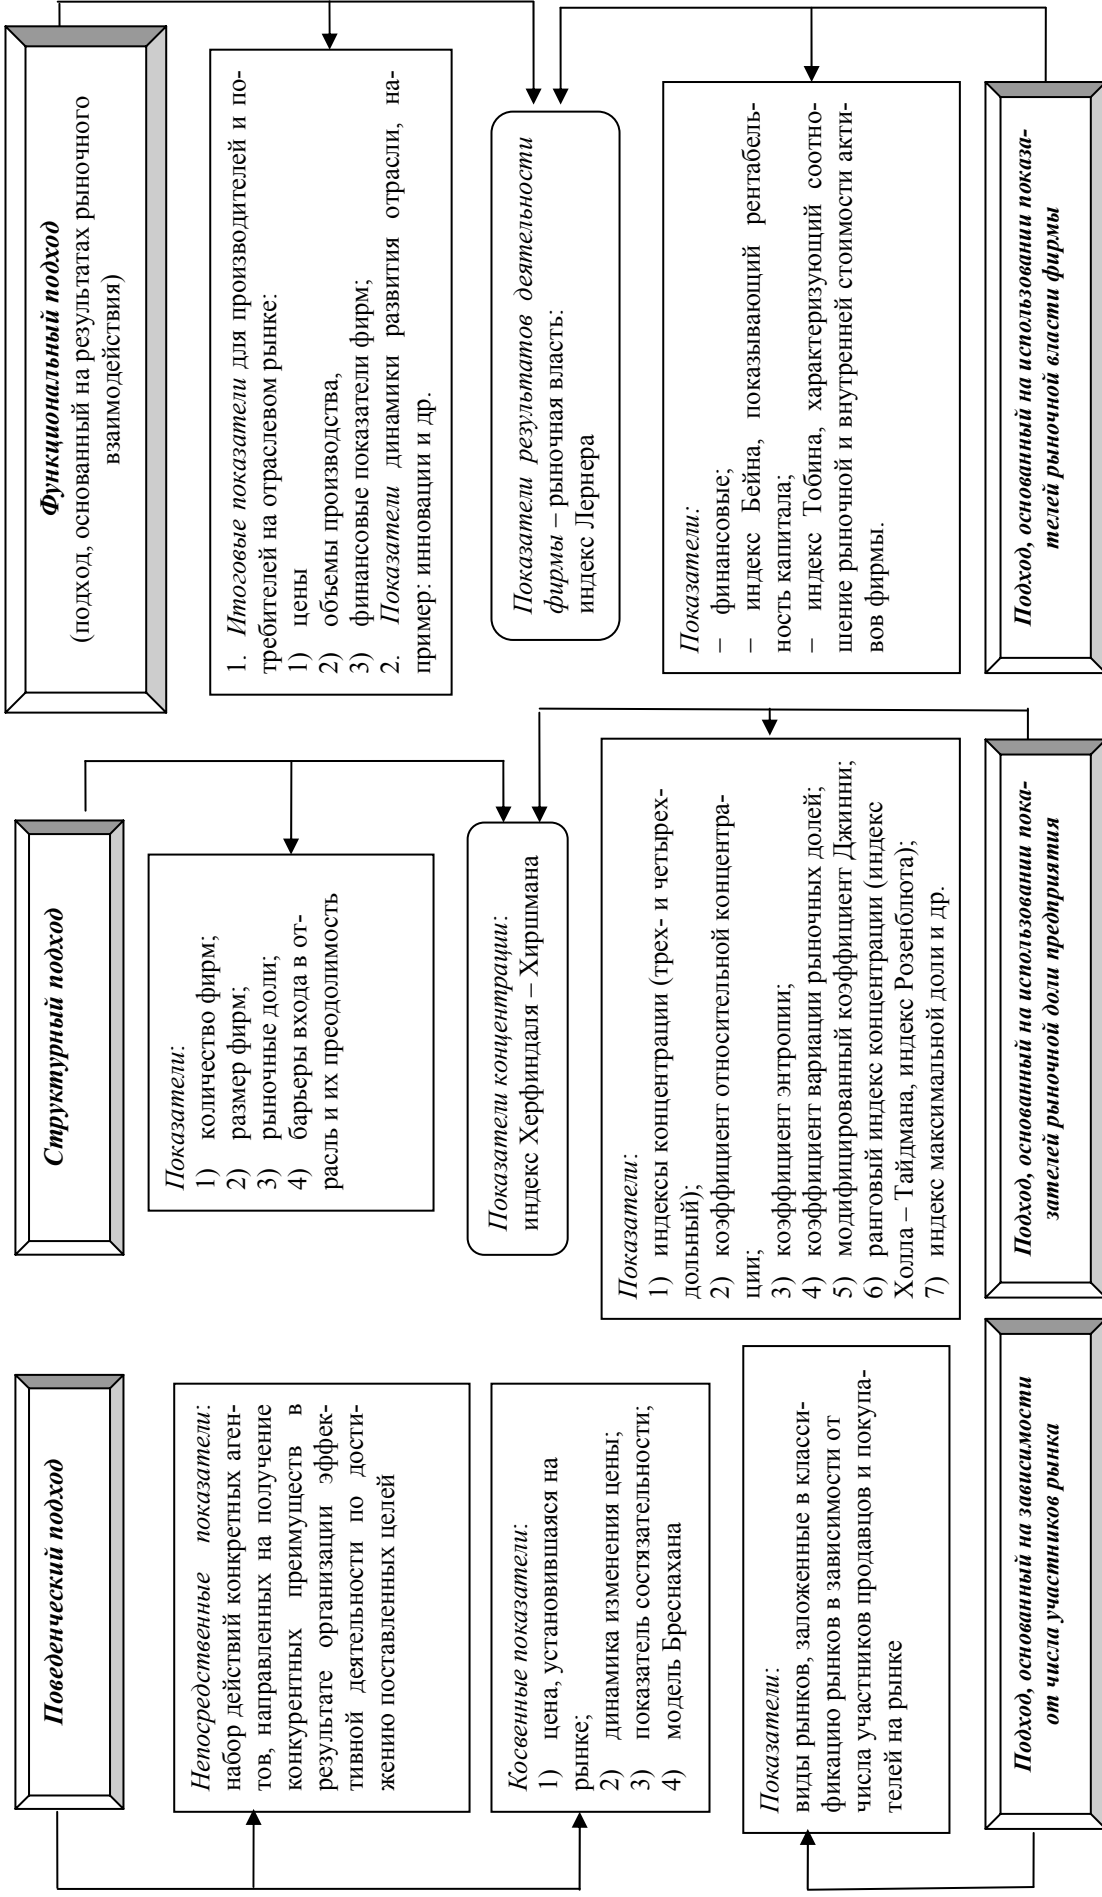 Поведенческий подход
Непосредственные показатели:
набор действий конкретных аген-
тов, направленных на получение
конкурентных преимуществ в
результате организации эффек-
тивной деятельности по дости-
жению поставленных целей
Косвенные показатели:
1) цена, установившаяся на
рынке;
2) динамика изменения цены;
3) показатель состязательности;
4) модель Бреснахана
Показатели:
виды рынков, заложенные в класси-
фикацию рынков в зависимости от
числа участников продавцов и покупа-
телей на рынке
Подход, основанный на зависимости
от числа участников рынка
Структурный подход
Показатели:
1) количество фирм;
2) размер фирм;
3) рыночные доли;
4) барьеры входа в от-
расль и их преодолимость
Показатели концентрации:
индекс Херфиндаля – Хиршмана
Показатели:
1) индексы концентрации (трех- и четырех-
дольный);
2) коэффициент относительной концентра-
ции;
3) коэффициент энтропии;
4) коэффициент вариации рыночных долей;
5) модифицированный коэффициент Джинни;
6) ранговый индекс концентрации (индекс
Холла – Тайдмана, индекс Розенблюта);
7) индекс максимальной доли и др.
Подход, основанный на использовании пока-
зателей рыночной доли предприятия
Функциональный подход
(подход, основанный на результатах рыночного
взаимодействия)
1. Итоговые показатели для производителей и по-
требителей на отраслевом рынке:
1) цены
2) объемы производства,
3) финансовые показатели фирм;
2. Показатели динамики развития отрасли, на-
пример: инновации и др.
Показатели результатов деятельности
фирмы – рыночная власть:
индекс Лернера
Показатели:
– финансовые;
– индекс Бейна, показывающий рентабель-
ность капитала;
– индекс Тобина, характеризующий соотно-
шение рыночной и внутренней стоимости акти-
вов фирмы.
Подход, основанный на использовании показа-
телей рыночной власти фирмы